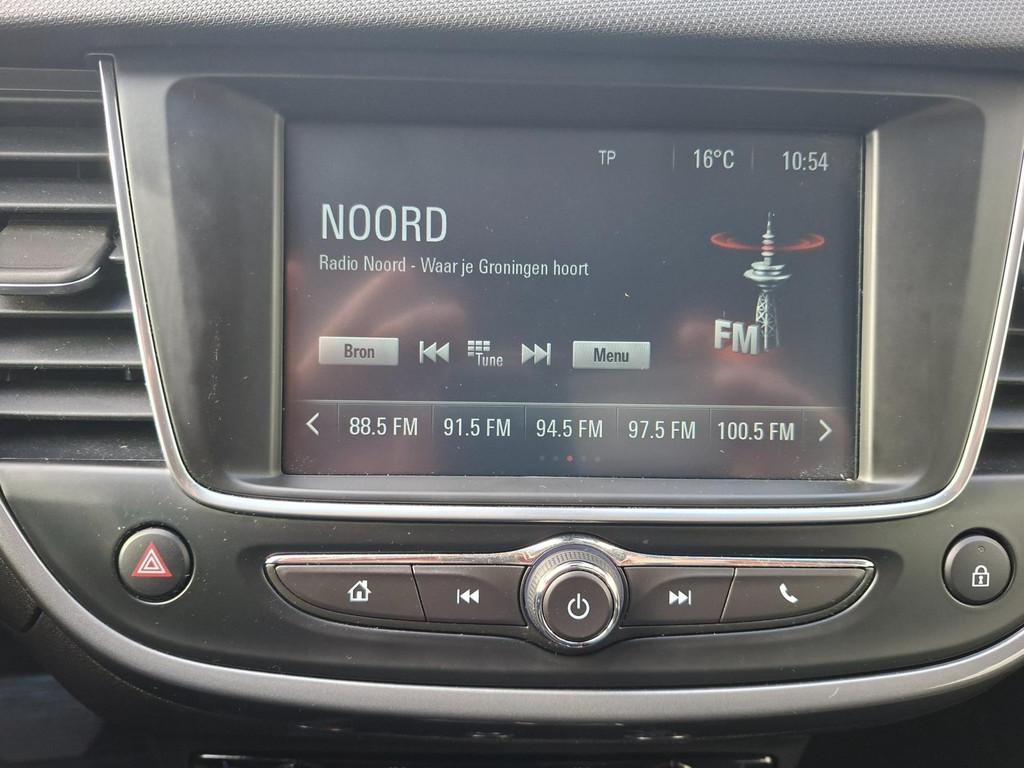 TP 16°C 10:54
NOORD
Radio Noord - Waar je Groningen hoort
FM
Bron Tune Menu
88.5 FM 91.5 FM 94.5 FM 97.5 FM 100.5 FM